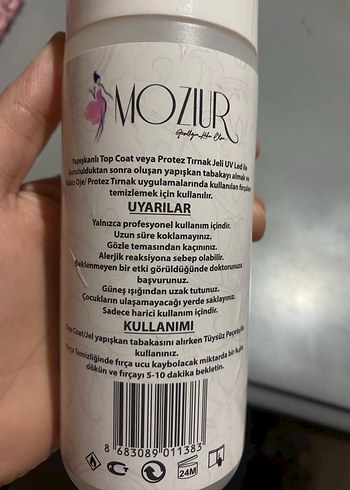 MOZIUR
Yapışkanlı Top Coat veya Protez Tırnak Jeli UV Led ile
kurutulduktan sonra oluşan yapışkan tabakayı almak ve
Kalıcı Oje/ Protez Tırnak uygulamalarında kullanılan fırçaları
temizlemek için kullanılır.
UYARILAR
Yalnızca profesyonel kullanım içindir.
Uzun süre koklamayınız.
Gözle temasından kaçınınız.
Alerjik reaksiyona sebep olabilir.
Beklenmeyen bir etki görüldüğünde doktorunuza
başvurunuz.
Güneş ışığından uzak tutunuz.
Çocukların ulaşamayacağı yerde saklayınız.
Sadece harici kullanım içindir.
KULLANIMI
Top Coat/Jel yapışkan tabakasını alırken Tüysüz Peçeteyle
kullanınız.
Fırça Temizliğinde fırça ucu kaybolacak miktarda bir kaba
dökün ve fırçayı 5-10 dakika bekletin.
8 683089 011383
24M